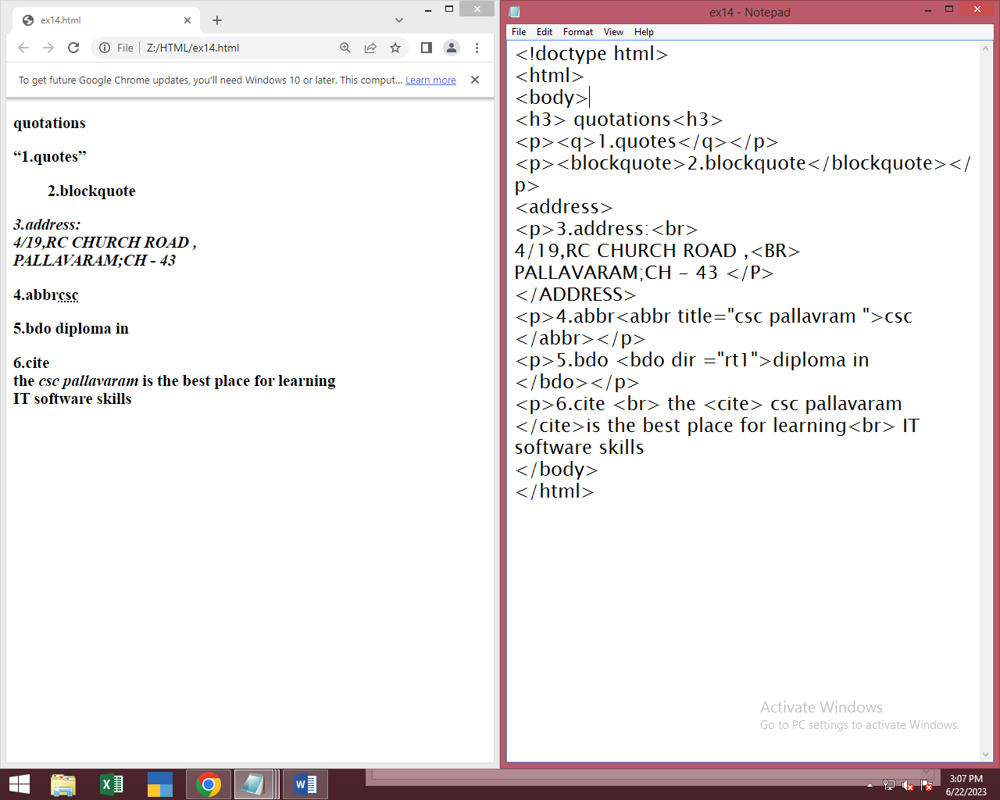 ex14.html
File
Z:/HTML/ex14.html
To get future Google Chrome updates, you'll need Windows 10 or later. This comput... Learn more
quotations
“1.quotes”
2.blockquote
3.address:
4/19,RC CHURCH ROAD ,
PALLAVARAM;CH - 43
4.abbrcsc
5.bdo diploma in
6.cite
the csc pallavaram is the best place for learning
IT software skills
ex14 - Notepad
File Edit Format View Help
<!doctype html>
<html>
<body>
<h3> quotations<h3>
<p><q>1.quotes</q></p>
<p><blockquote>2.blockquote</blockquote></
p>
<address>
<p>3.address:<br>
4/19,RC CHURCH ROAD ,<BR>
PALLAVARAM;CH - 43 </P>
</ADDRESS>
<p>4.abbr<abbr title="csc pallavram ">csc
</abbr></p>
<p>5.bdo <bdo dir ="rt1">diploma in
</bdo></p>
<p>6.cite <br> the <cite> csc pallavaram
</cite>is the best place for learning<br> IT
software skills
</body>
</html>
Activate Windows
Go to PC settings to activate Windows.
3:07 PM
6/22/2023